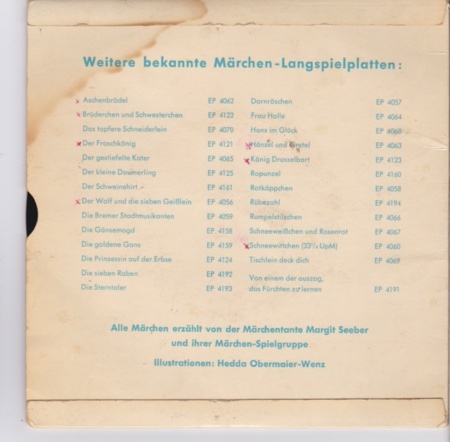 Weitere bekannte Märchen-Langspielplatten:
Aschenbrödel EP 4062
Brüderchen und Schwesterchen EP 4122
Das tapfere Schneiderlein EP 4070
Der Froschkönig EP 4121
Der gestiefelte Kater EP 4065
Der kleine Daumerling EP 4125
Der Schweinehirt EP 4161
Der Wolf und die sieben Geißlein EP 4056
Die Bremer Stadtmusikanten EP 4059
Die Gänsemagd EP 4158
Die goldene Gans EP 4159
Die Prinzessin auf der Erbse EP 4124
Die sieben Raben EP 4192
Die Sterntaler EP 4193
Dornröschen EP 4057
Frau Holle EP 4064
Hans im Glück EP
Hänsel und Gretel EP 4063
König Drosselbart EP 4123
Rapunzel EP 4160
Rotkäppchen EP 4058
Rübezahl EP 4194
Rumpelstilzchen EP 4066
Schneeweißchen und Rosenrot EP 4067
Schneewittchen (33⅓ UpM) EP 4060
Tischlein deck dich EP 4069
Von einem der auszog,
das Fürchten zu lernen EP 4191
Alle Märchen erzählt von der Märchentante Margit Seeber
und ihrer Märchen-Spielgruppe
Illustrationen: Hedda Obermaier-Wenz